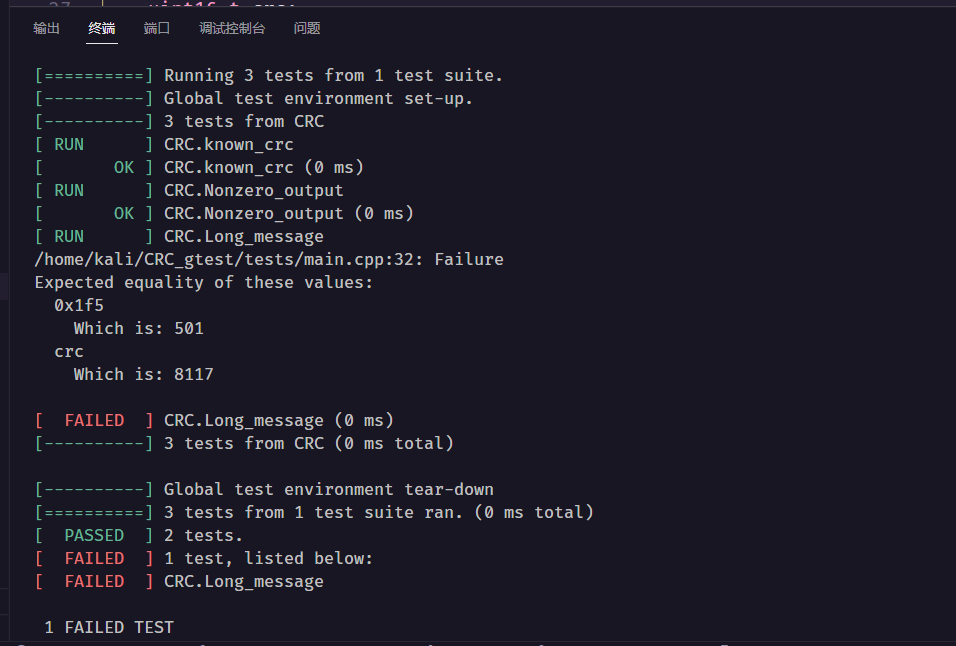 输出 终端 端口 调试控制台 问题
[==========] Running 3 tests from 1 test suite.
[----------] Global test environment set-up.
[----------] 3 tests from CRC
[ RUN      ] CRC.known_crc
[       OK ] CRC.known_crc (0 ms)
[ RUN      ] CRC.Nonzero_output
[       OK ] CRC.Nonzero_output (0 ms)
[ RUN      ] CRC.Long_message
/home/kali/CRC_gtest/tests/main.cpp:32: Failure
Expected equality of these values:
  0x1f5
    Which is: 501
  crc
    Which is: 8117
[  FAILED  ] CRC.Long_message (0 ms)
[----------] 3 tests from CRC (0 ms total)
[----------] Global test environment tear-down
[==========] 3 tests from 1 test suite ran. (0 ms total)
[  PASSED  ] 2 tests.
[  FAILED  ] 1 test, listed below:
[  FAILED  ] CRC.Long_message
 1 FAILED TEST